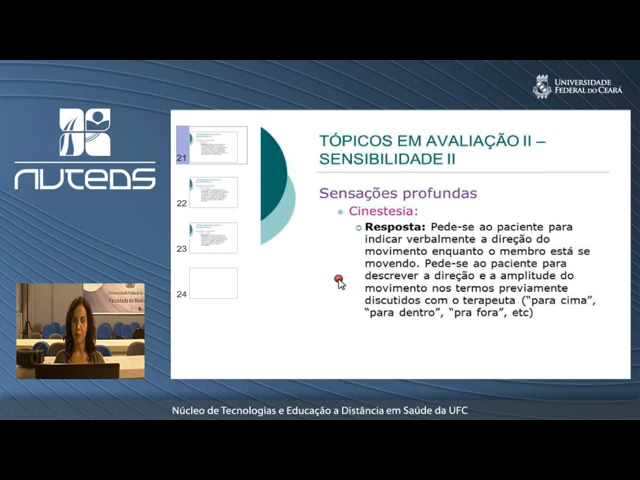 UNIVERSIDADE
FEDERAL DO CEARÁ
NUTEDS
TÓPICOS EM AVALIAÇÃO II –
SENSIBILIDADE II
Sensações profundas
Cinestesia:
Resposta: Pede-se ao paciente para
indicar verbalmente a direção do
movimento enquanto o membro está se
movendo. Pede-se ao paciente para
descrever a direção e a amplitude do
movimento nos termos previamente
discutidos com o terapeuta (“para cima”,
“para dentro”, “pra fora”, etc)
21
22
23
24
Faculdade de Medi
Núcleo de Tecnologias e Educação a Distância em Saúde da UFC